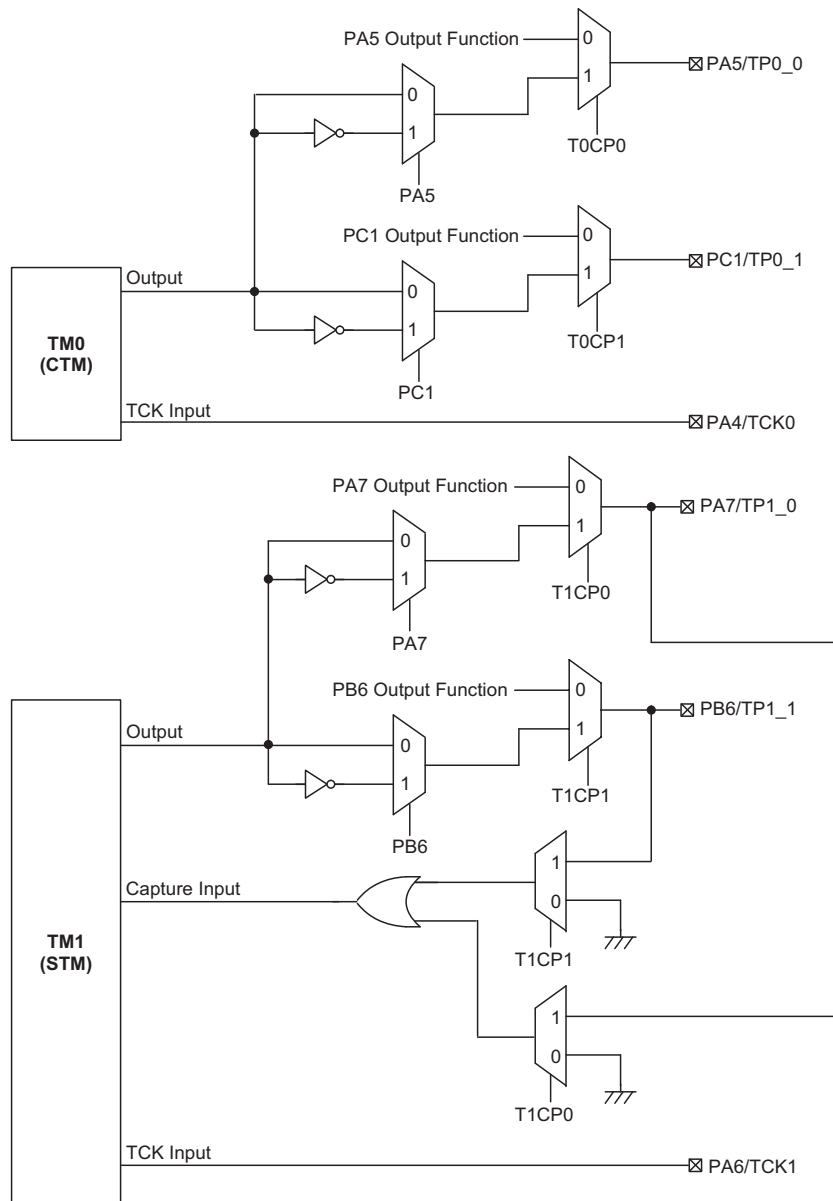 PA5 Output Function
0
1
PA5/TP0_0
T0CP0
0
1
PA5
PC1 Output Function
0
1
PC1/TP0_1
T0CP1
Output
0
1
PC1
TM0
(CTM)
TCK Input
PA4/TCK0
PA7 Output Function
0
1
PA7/TP1_0
T1CP0
0
1
PA7
PB6 Output Function
0
1
PB6/TP1_1
T1CP1
Output
0
1
PB6
Capture Input
1
0
T1CP1
TM1
(STM)
1
0
T1CP0
TCK Input
PA6/TCK1